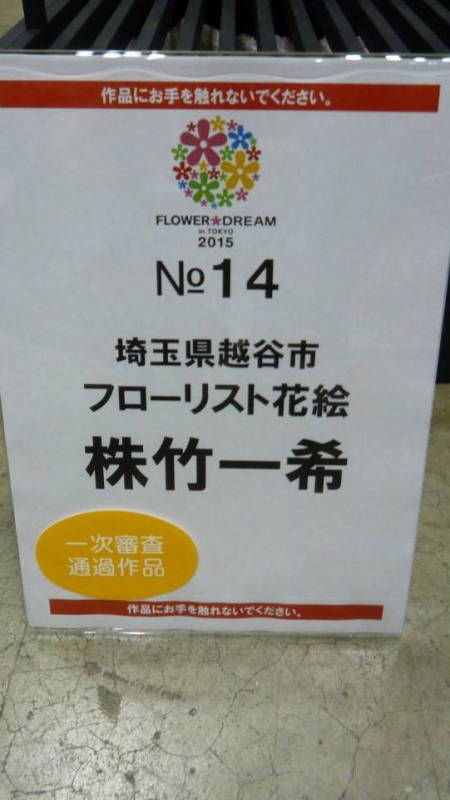 作品にお手を触れないでください。
FLOWER★DREAM
in TOKYO
2015
№14
埼玉県越谷市
フローリスト花絵
株竹一希
一次審査
通過作品
作品にお手を触れないでください。